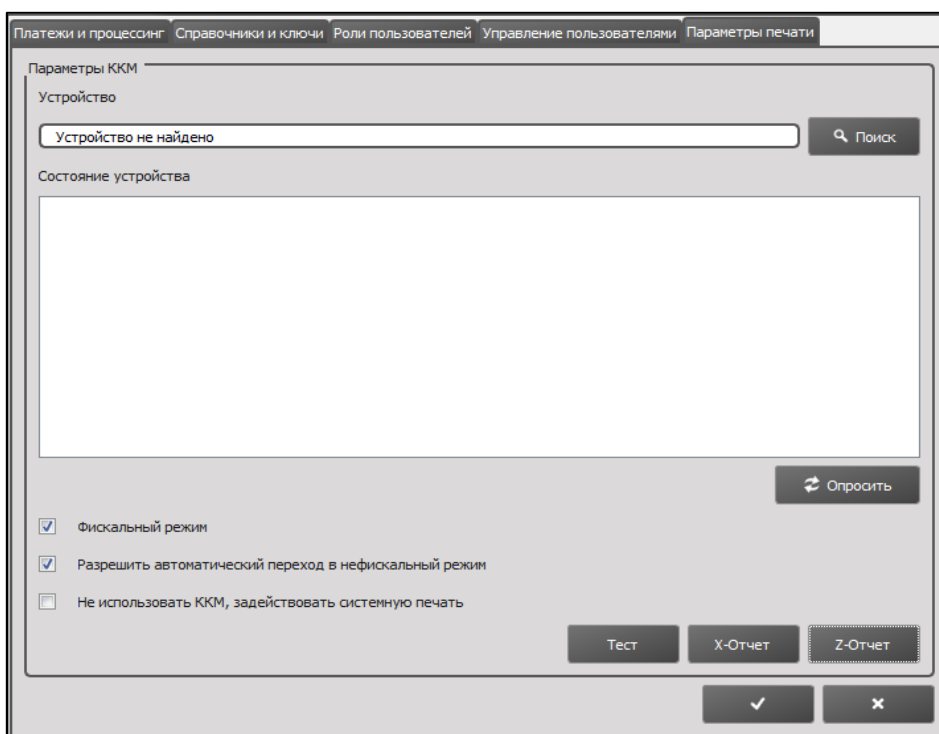 Платежи и процессинг Справочники и ключи Роли пользователей Управление пользователями Параметры печати
Параметры ККМ
Устройство
Устройство не найдено
Поиск
Состояние устройства
Опросить
Фискальный режим
Разрешить автоматический переход в нефискальный режим
Не использовать ККМ, задействовать системную печать
Тест X-Отчет Z-Отчет